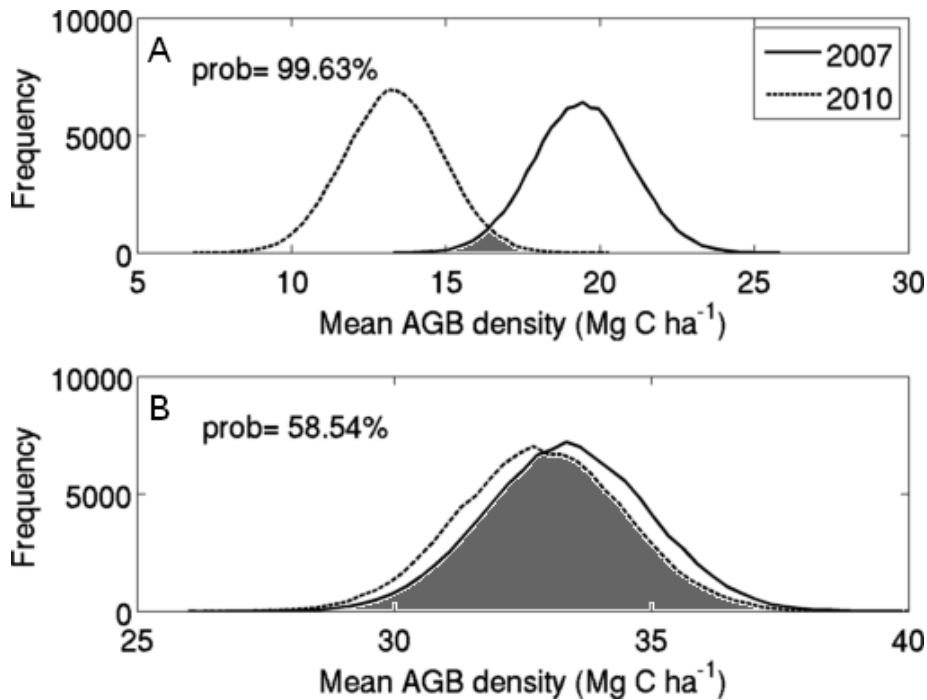 10000
A
prob= 99.63%
2007
2010
5000
Frequency
0
5 10 15 20 25 30
Mean AGB density (Mg C ha⁻¹)
10000
B
prob= 58.54%
5000
Frequency
0
25 30 35 40
Mean AGB density (Mg C ha⁻¹)